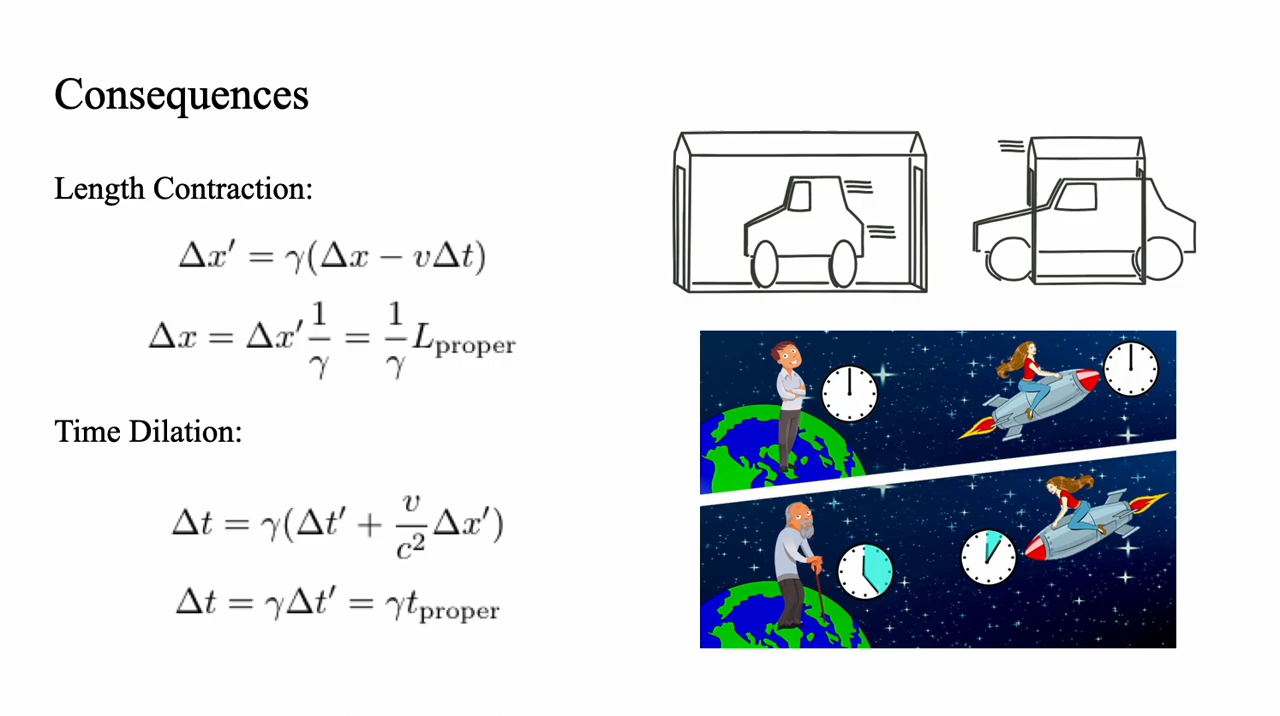 Consequences
Length Contraction:
Δx′ = γ(Δx − vΔt)
Δx = Δx′ 1/γ = 1/γ L_proper
Time Dilation:
Δt = γ(Δt′ + v/c² Δx′)
Δt = γΔt′ = γt_proper